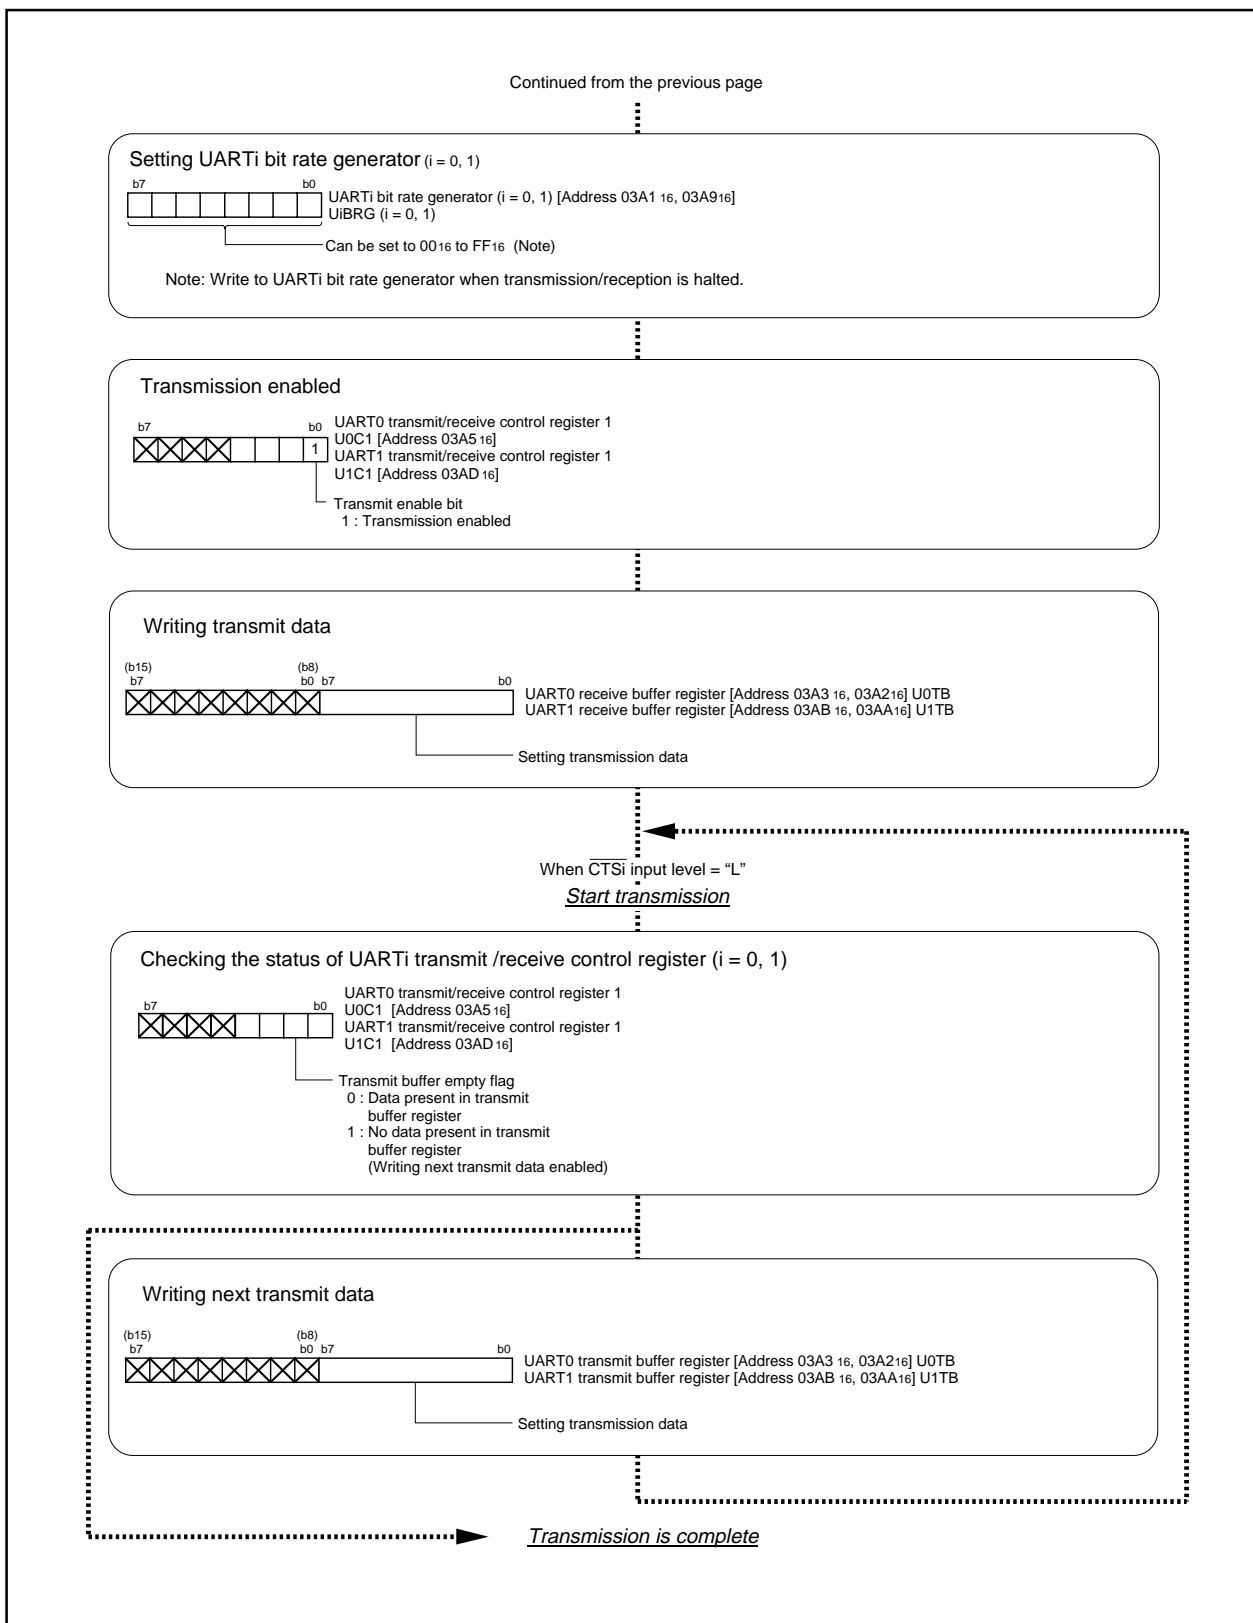 Continued from the previous page
Setting UARTi bit rate generator (i = 0, 1)
b7 b0
UARTi bit rate generator (i = 0, 1) [Address 03A1 16, 03A916]
UiBRG (i = 0, 1)
Can be set to 0016 to FF16 (Note)
Note: Write to UARTi bit rate generator when transmission/reception is halted.
Transmission enabled
b7 b0
1
UART0 transmit/receive control register 1
U0C1 [Address 03A5 16]
UART1 transmit/receive control register 1
U1C1 [Address 03AD 16]
Transmit enable bit
1 : Transmission enabled
Writing transmit data
(b15) (b8)
b7 b0 b7 b0
UART0 receive buffer register [Address 03A3 16, 03A216] U0TB
UART1 receive buffer register [Address 03AB 16, 03AA16] U1TB
Setting transmission data
When C̅T̅S̅i̅ input level = “L”
Start transmission
Checking the status of UARTi transmit /receive control register (i = 0, 1)
b7 b0
UART0 transmit/receive control register 1
U0C1 [Address 03A5 16]
UART1 transmit/receive control register 1
U1C1 [Address 03AD 16]
Transmit buffer empty flag
0 : Data present in transmit
buffer register
1 : No data present in transmit
buffer register
(Writing next transmit data enabled)
Writing next transmit data
(b15) (b8)
b7 b0 b7 b0
UART0 transmit buffer register [Address 03A3 16, 03A216] U0TB
UART1 transmit buffer register [Address 03AB 16, 03AA16] U1TB
Setting transmission data
Transmission is complete